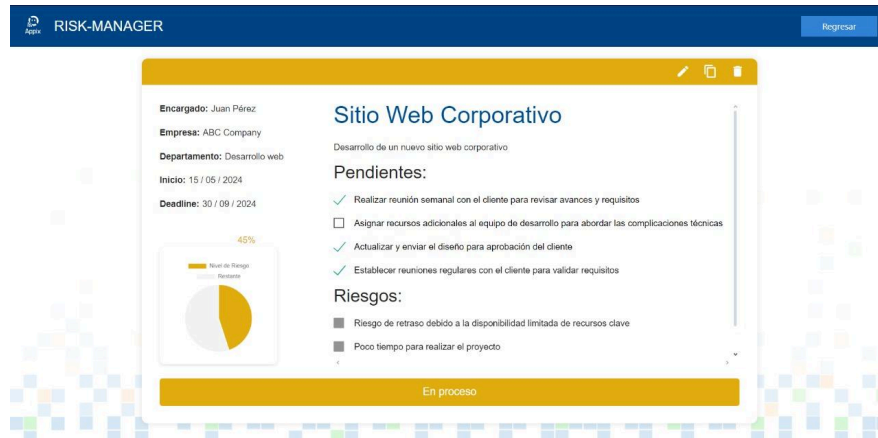 Appix
RISK-MANAGER
Regresar
Encargado: Juan Pérez
Empresa: ABC Company
Departamento: Desarrollo web
Inicio: 15 / 05 / 2024
Deadline: 30 / 09 / 2024
45%
Nivel de Riesgo
Restante
Sitio Web Corporativo
Desarrollo de un nuevo sitio web corporativo
Pendientes:
Realizar reunión semanal con el cliente para revisar avances y requisitos
Asignar recursos adicionales al equipo de desarrollo para abordar las complicaciones técnicas
Actualizar y enviar el diseño para aprobación del cliente
Establecer reuniones regulares con el cliente para validar requisitos
Riesgos:
Riesgo de retraso debido a la disponibilidad limitada de recursos clave
Poco tiempo para realizar el proyecto
En proceso